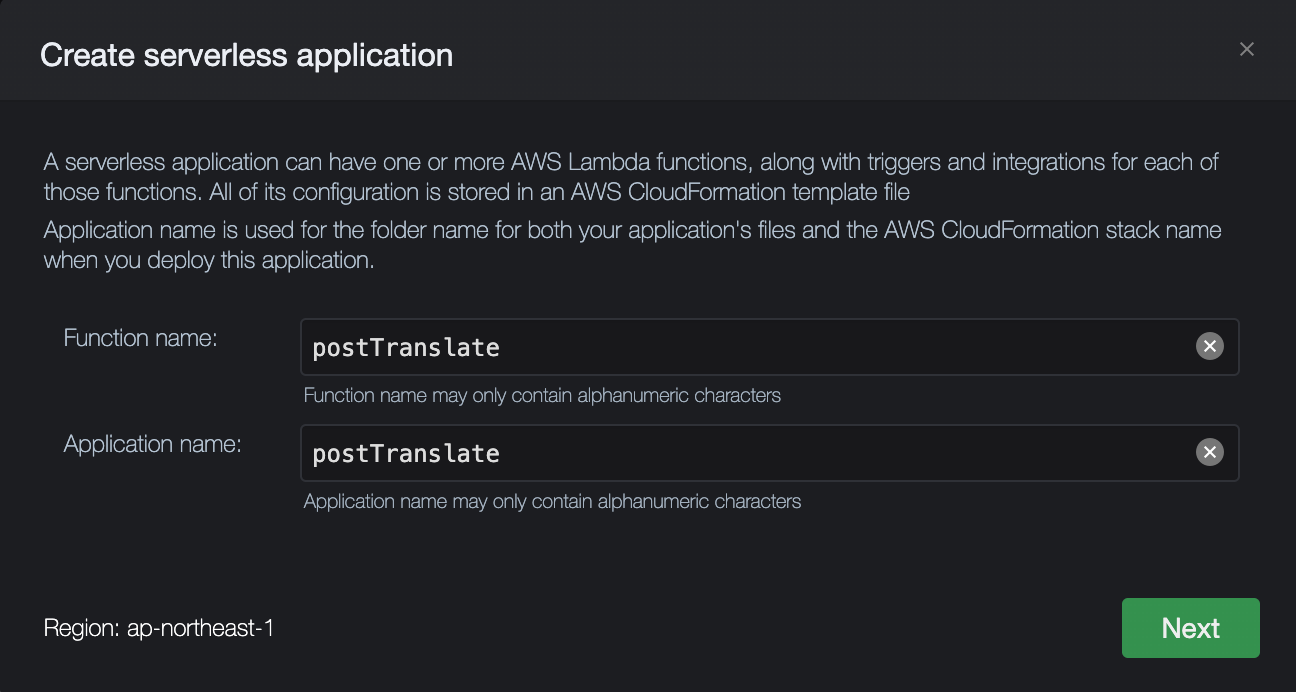 Create serverless application
A serverless application can have one or more AWS Lambda functions, along with triggers and integrations for each of
those functions. All of its configuration is stored in an AWS CloudFormation template file
Application name is used for the folder name for both your application's files and the AWS CloudFormation stack name
when you deploy this application.
Function name:
postTranslate
Function name may only contain alphanumeric characters
Application name:
postTranslate
Application name may only contain alphanumeric characters
Region: ap-northeast-1
Next